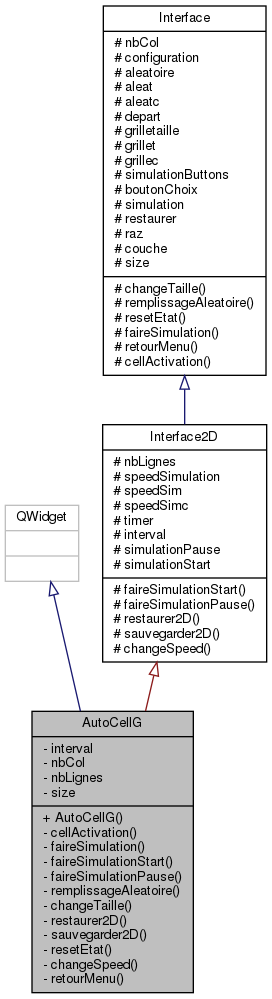 Interface
# nbCol
# configuration
# aleatoire
# aleat
# aleatc
# depart
# grilletaille
# grillet
# grillec
# simulationButtons
# boutonChoix
# simulation
# restaurer
# raz
# couche
# size
# changeTaille()
# remplissageAleatoire()
# resetEtat()
# faireSimulation()
# retourMenu()
# cellActivation()
Interface2D
# nbLignes
# speedSimulation
# speedSim
# speedSimc
# timer
# interval
# simulationPause
# simulationStart
# faireSimulationStart()
# faireSimulationPause()
# restaurer2D()
# sauvegarder2D()
# changeSpeed()
QWidget
AutoCellG
- interval
- nbCol
- nbLignes
- size
+ AutoCellG()
- cellActivation()
- faireSimulation()
- faireSimulationStart()
- faireSimulationPause()
- remplissageAleatoire()
- changeTaille()
- restaurer2D()
- sauvegarder2D()
- resetEtat()
- changeSpeed()
- retourMenu()